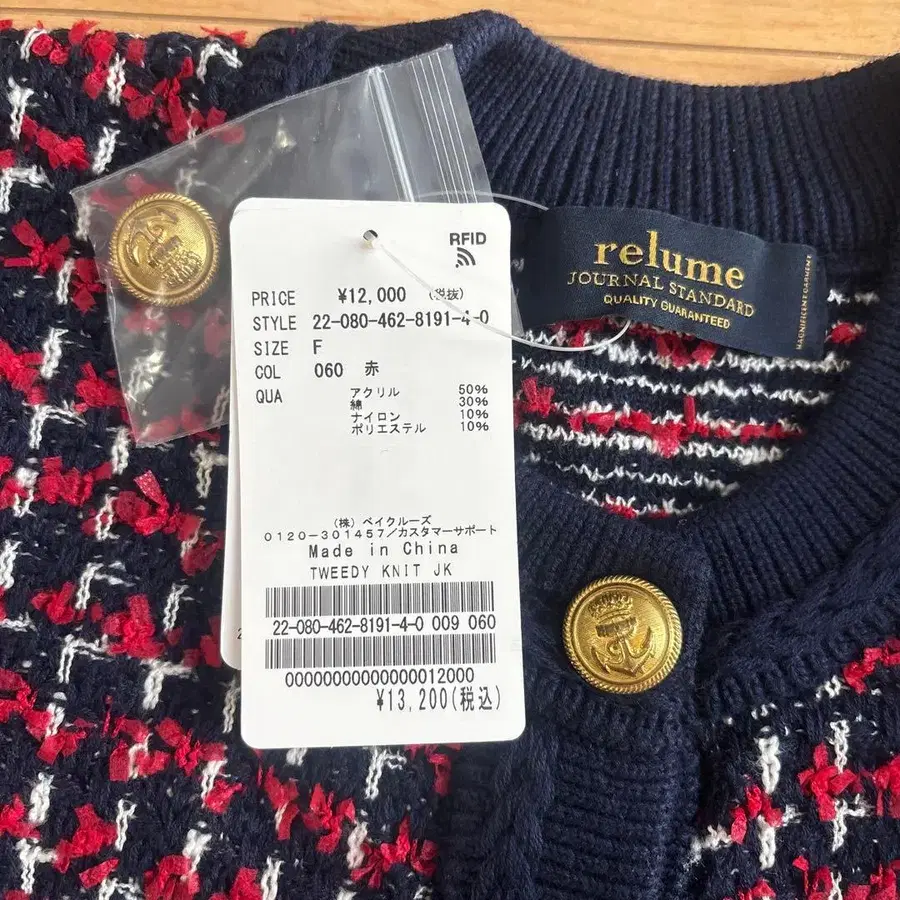 relume
JOURNAL STANDARD
QUALITY GUARANTEED
MAGNIFICENT GARMENT
RFID
PRICE ¥12,000 (税抜)
STYLE 22-080-462-8191-4-0
SIZE F
COL 060 赤
QUA アクリル 50%
綿 30%
ナイロン 10%
ポリエステル 10%
(株) ベイクルーズ
0120-301457/カスタマーサポート
Made in China
TWEEDY KNIT JK
22-080-462-8191-4-0 009 060
00000000000000012000
¥13,200(税込)